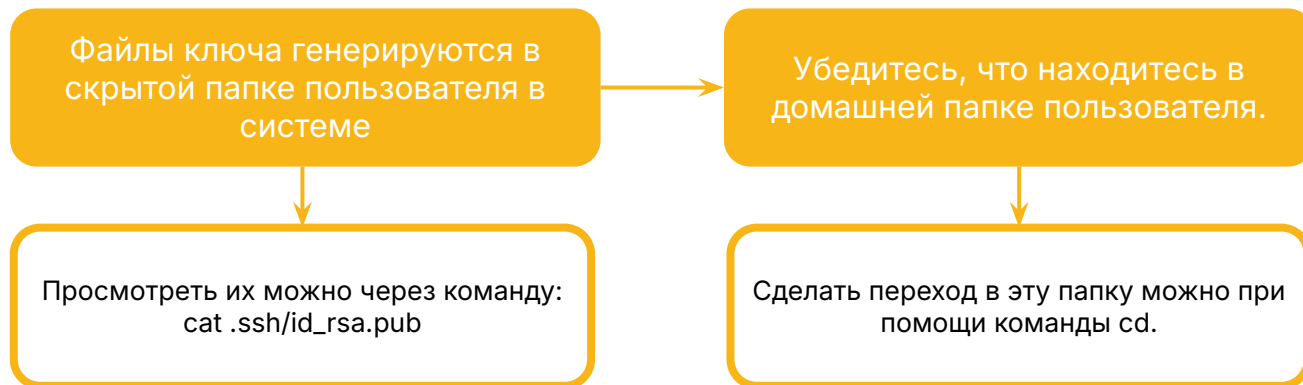 Файлы ключа генерируются в
скрытой папке пользователя в
системе
Убедитесь, что находитесь в
домашней папке пользователя.
Просмотреть их можно через команду:
cat .ssh/id_rsa.pub
Сделать переход в эту папку можно при
помощи команды cd.